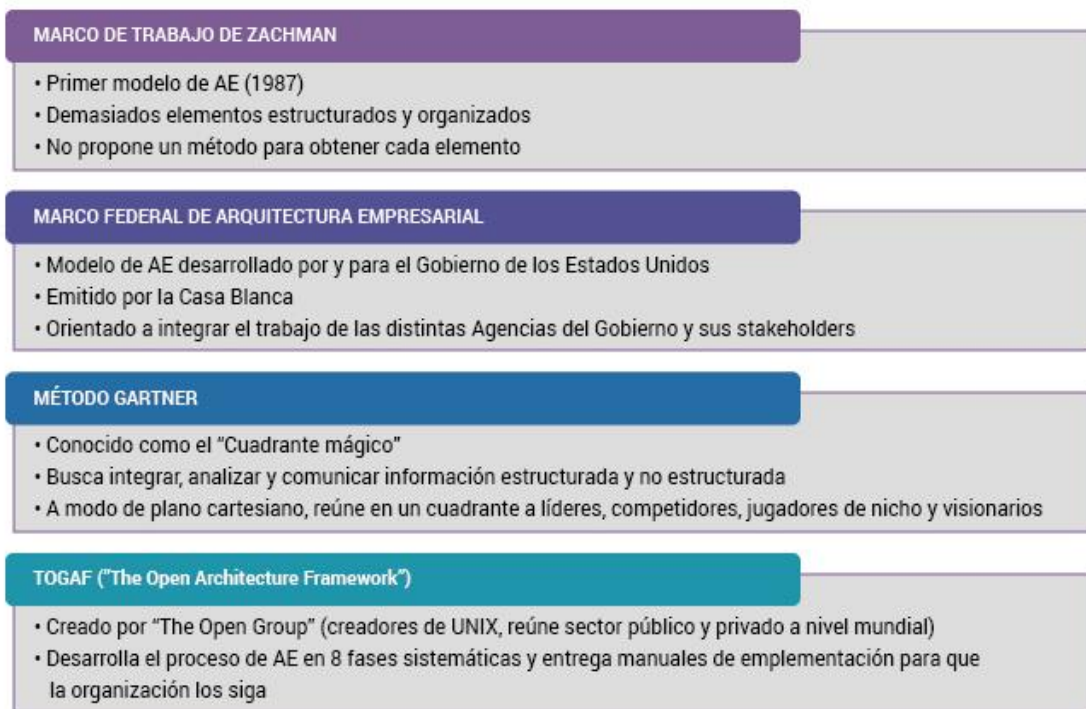 MARCO DE TRABAJO DE ZACHMAN
• Primer modelo de AE (1987)
• Demasiados elementos estructurados y organizados
• No propone un método para obtener cada elemento
MARCO FEDERAL DE ARQUITECTURA EMPRESARIAL
• Modelo de AE desarrollado por y para el Gobierno de los Estados Unidos
• Emitido por la Casa Blanca
• Orientado a integrar el trabajo de las distintas Agencias del Gobierno y sus stakeholders
MÉTODO GARTNER
• Conocido como el “Cuadrante mágico”
• Busca integrar, analizar y comunicar información estructurada y no estructurada
• A modo de plano cartesiano, reúne en un cuadrante a líderes, competidores, jugadores de nicho y visionarios
TOGAF ("The Open Architecture Framework”)
• Creado por “The Open Group” (creadores de UNIX, reúne sector público y privado a nivel mundial)
• Desarrolla el proceso de AE en 8 fases sistemáticas y entrega manuales de emplementación para que
la organización los siga